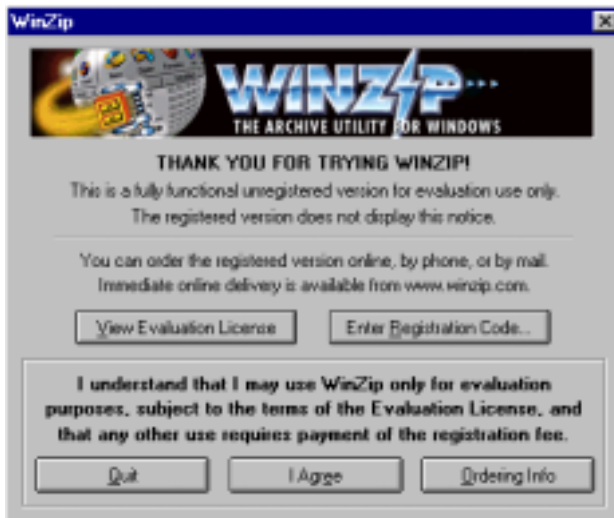 WinZip
WINZIP
THE ARCHIVE UTILITY FOR WINDOWS
THANK YOU FOR TRYING WINZIP!
This is a fully functional unregistered version for evaluation use only.
The registered version does not display this notice.
You can order the registered version online, by phone, or by mail.
Immediate online delivery is available from www.winzip.com.
View Evaluation License
Enter Registration Code...
I understand that I may use WinZip only for evaluation
purposes, subject to the terms of the Evaluation License, and
that any other use requires payment of the registration fee.
Quit
I Agree
Ordering Info